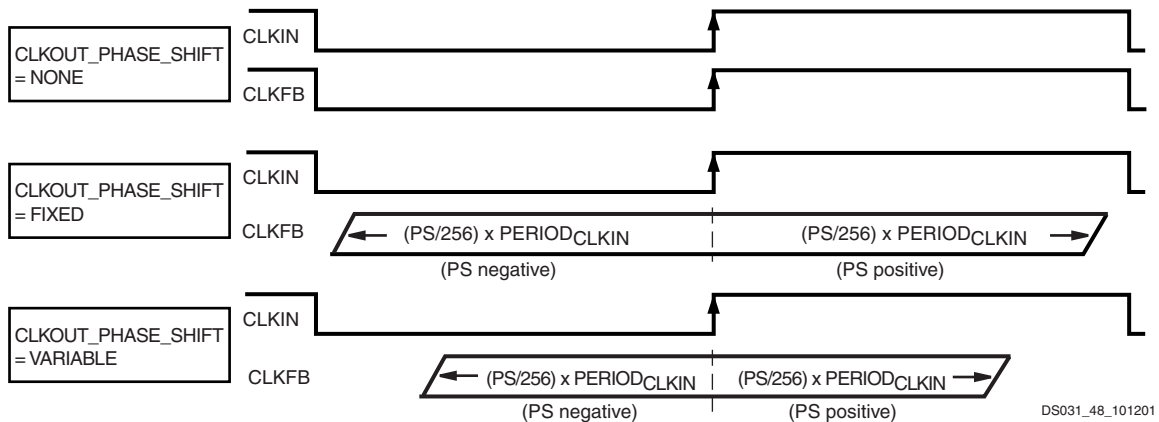 CLKOUT_PHASE_SHIFT
= NONE
CLKIN
CLKFB
CLKOUT_PHASE_SHIFT
= FIXED
CLKIN
CLKFB
(PS/256) x PERIODCLKIN
(PS/256) x PERIODCLKIN
(PS negative)
(PS positive)
CLKOUT_PHASE_SHIFT
= VARIABLE
CLKIN
CLKFB
(PS/256) x PERIODCLKIN
(PS/256) x PERIODCLKIN
(PS negative)
(PS positive)
DS031_48_101201